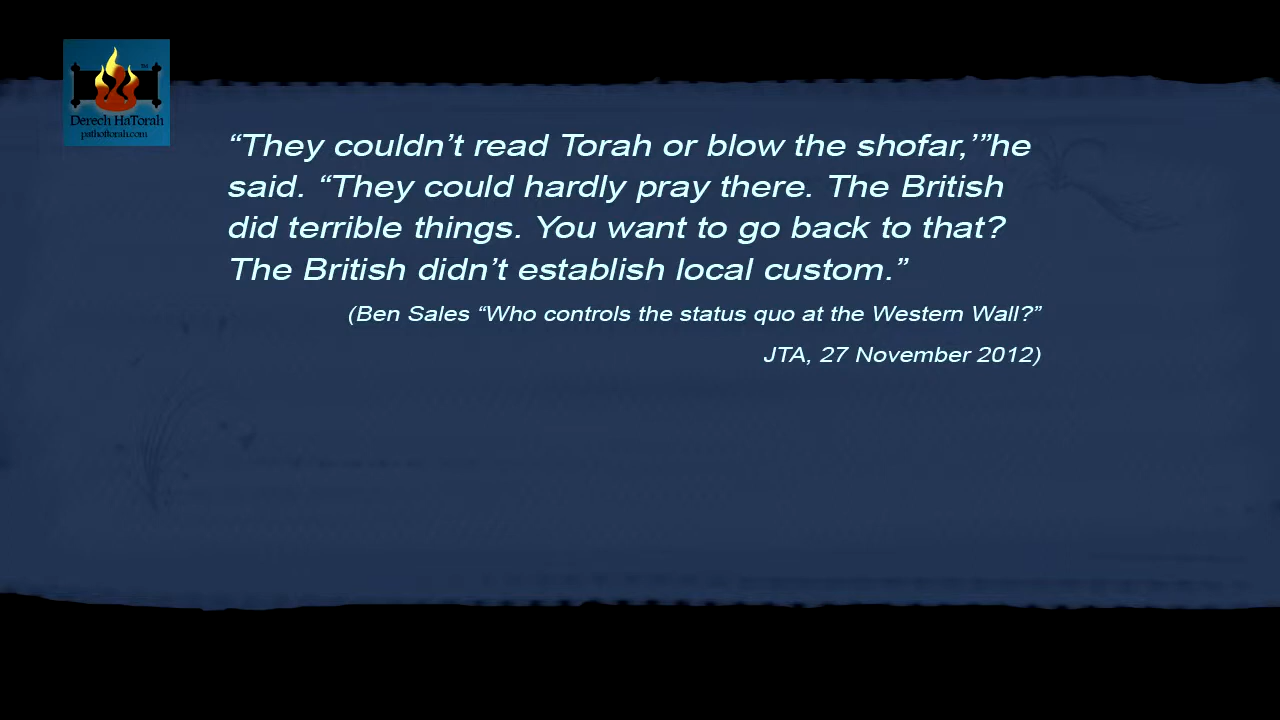 Derech HaTorah
pathoftorah.com
“They couldn’t read Torah or blow the shofar,’”he
said. “They could hardly pray there. The British
did terrible things. You want to go back to that?
The British didn’t establish local custom.”
(Ben Sales “Who controls the status quo at the Western Wall?”
JTA, 27 November 2012)